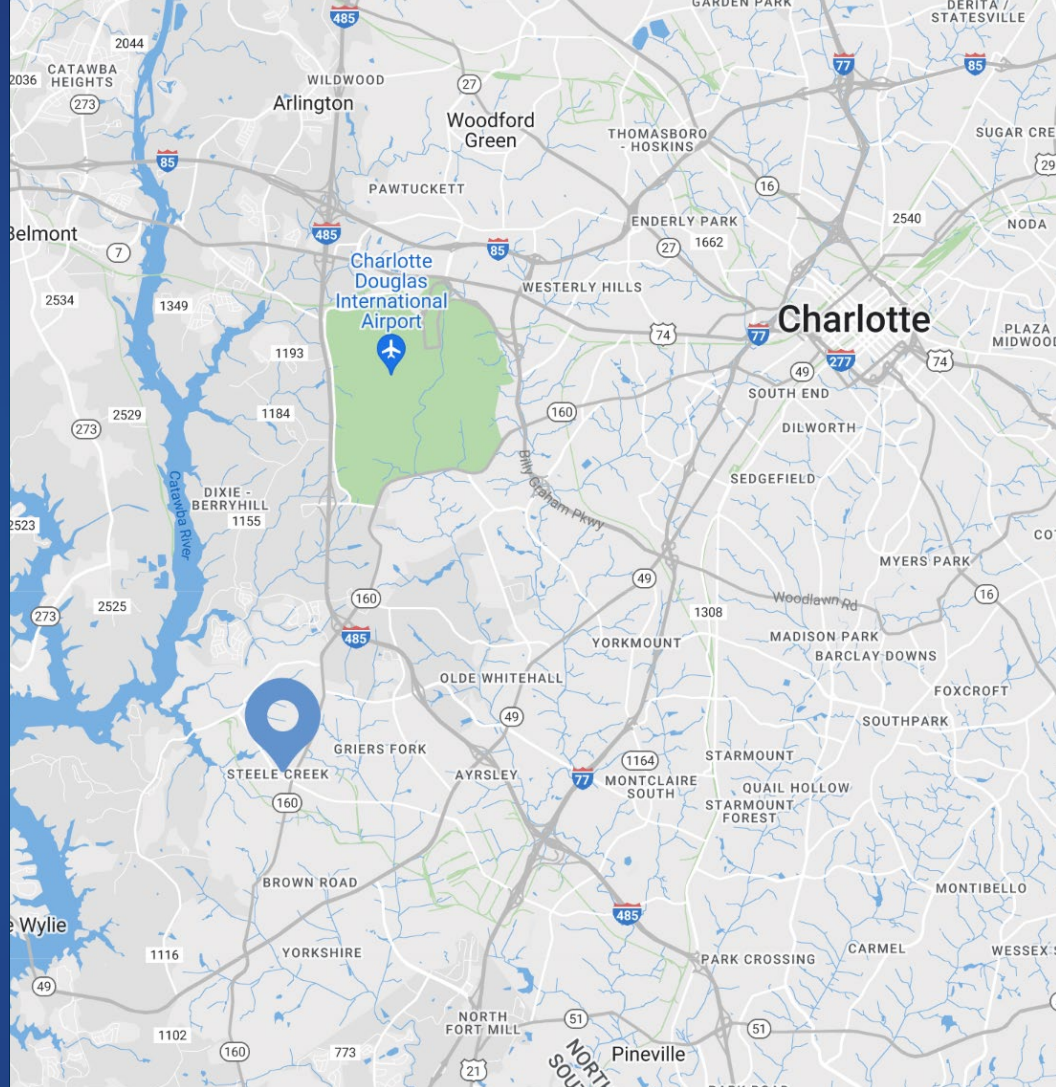 GARDEN PARK
DERITA /
STATESVILLE
485
2044
2036
CATAWBA
HEIGHTS
273
WILDWOOD
Arlington
27
77
85
Woodford
Green
THOMASBORO
- HOSKINS
SUGAR CRE
29
85
PAWTUCKETT
16
ENDERLY PARK
2540
NODA
Belmont
7
485
85
27
1662
Charlotte
Douglas
International
Airport
WESTERLY HILLS
2534
1349
1193
74
77
Charlotte
PLAZA
MIDWOOD
277
74
49
SOUTH END
2529
273
1184
160
DILWORTH
Catawba River
Billy Graham Pkwy
SEDGEFIELD
DIXIE -
BERRYHILL
1155
2523
COT
MYERS PARK
49
16
2525
273
160
Woodlawn Rd
1308
485
YORKMOUNT
MADISON PARK
BARCLAY DOWNS
OLDE WHITEHALL
FOXCROFT
49
SOUTHPARK
GRIERS FORK
STEELE CREEK
AYRSLEY
77
1164
MONTCLAIRE
SOUTH
STARMOUNT
QUAIL HOLLOW
STARMOUNT
FOREST
160
BROWN ROAD
MONTIBELLO
485
e Wylie
YORKSHIRE
1116
CARMEL
WESSEX S
PARK CROSSING
49
NORTH
FORT MILL
51
51
1102
160
773
21
NORTH
SOUT
Pineville
PARK ROAD